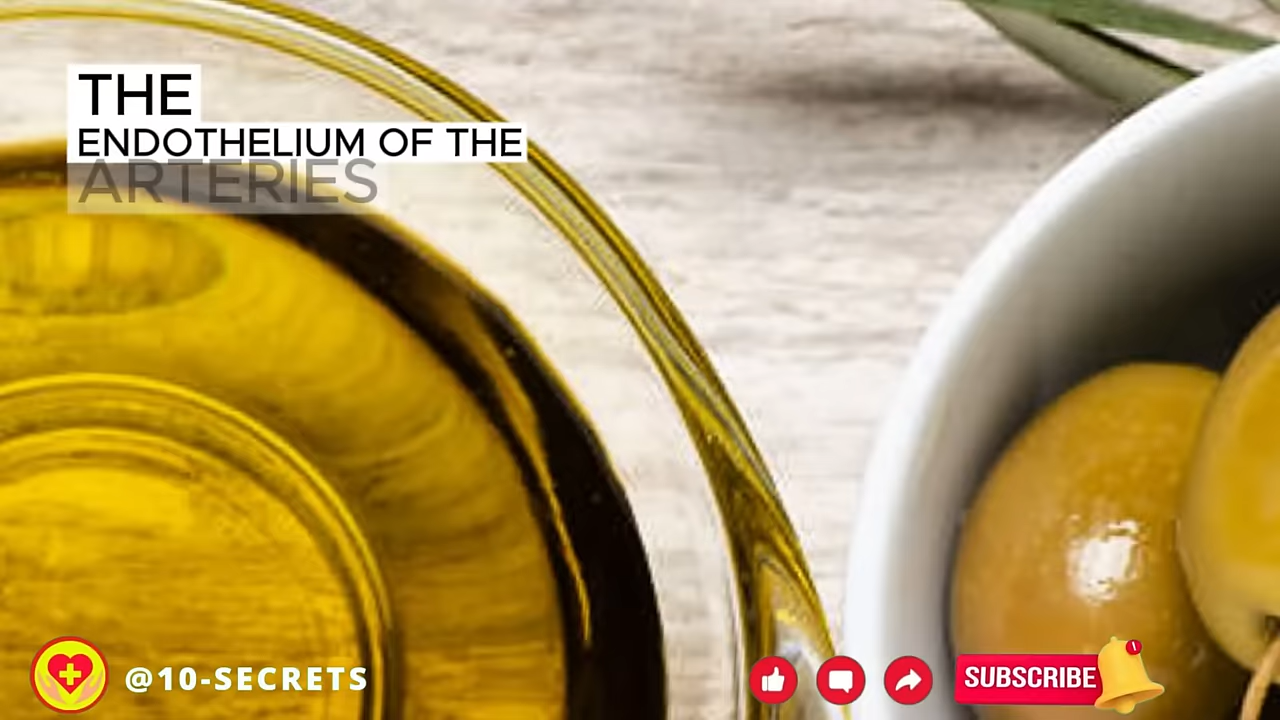 THE
ENDOTHELIUM OF THE
ARTERIES
@10-SECRETS
SUBSCRIBE